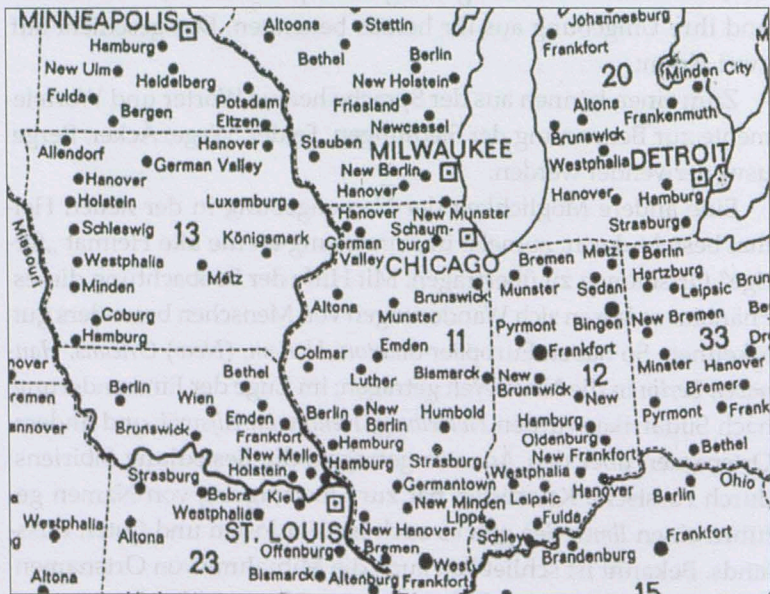 MINNEAPOLIS
Altoona
Stettin
Johannesburg
Hamburg
Berlin
Frankfort
Bethel
20
New Ulm
Heidelberg
New Holstein
Minden City
Fulda
Potsdam
Friesland
Altona
Bergen
Eltzen
Newcassel
Frankenmuth
Brunswick
Allendorf
Hanover
Steuben
MILWAUKEE
Westphalia
DETROIT
German Valley
New Berlin
Hanover
Hanover
Hanover
Hamburg
Holstein
13
Luxemburg
Hanover
New Munster
Strasburg
Schleswig
Schaumburg
Königsmark
German Valley
CHICAGO
Bremen
Metz
Berlin
Missouri
Westphalia
Metz
Hartzburg
Minden
Munich
Sedan
Leipsic
Altona
Brunswick
Coburg
Munster
Bingen
New Bremen
Hamburg
Emden
11
Pyrmont
33
Colmar
Frankfort
Minster
Hanover
Bethel
Luther
Bismarck
New Brunswick
12
Bremen
Berlin
Wien
New
Pyrmont
Emden
Berlin
New Berlin
Humbold
Brunswick
Frankfort
Oldenburg
Bethel
Hamburg
New Melle
Hamburg
Strasburg
New Frankfort
Strasburg
Holstein
Westphalia
Hanover
Ohio
Bebra
Kiel
Germantown
Leipsic
Berlin
Westphalia
New Minden
Westphalia
Altona
ST. LOUIS
Lippe
Fulda
New Hanover
Schley
Frankfort
23
Offenburg
Bremen
Brandenburg
Altona
Bismarck
Altenburg
West Frankfort
15